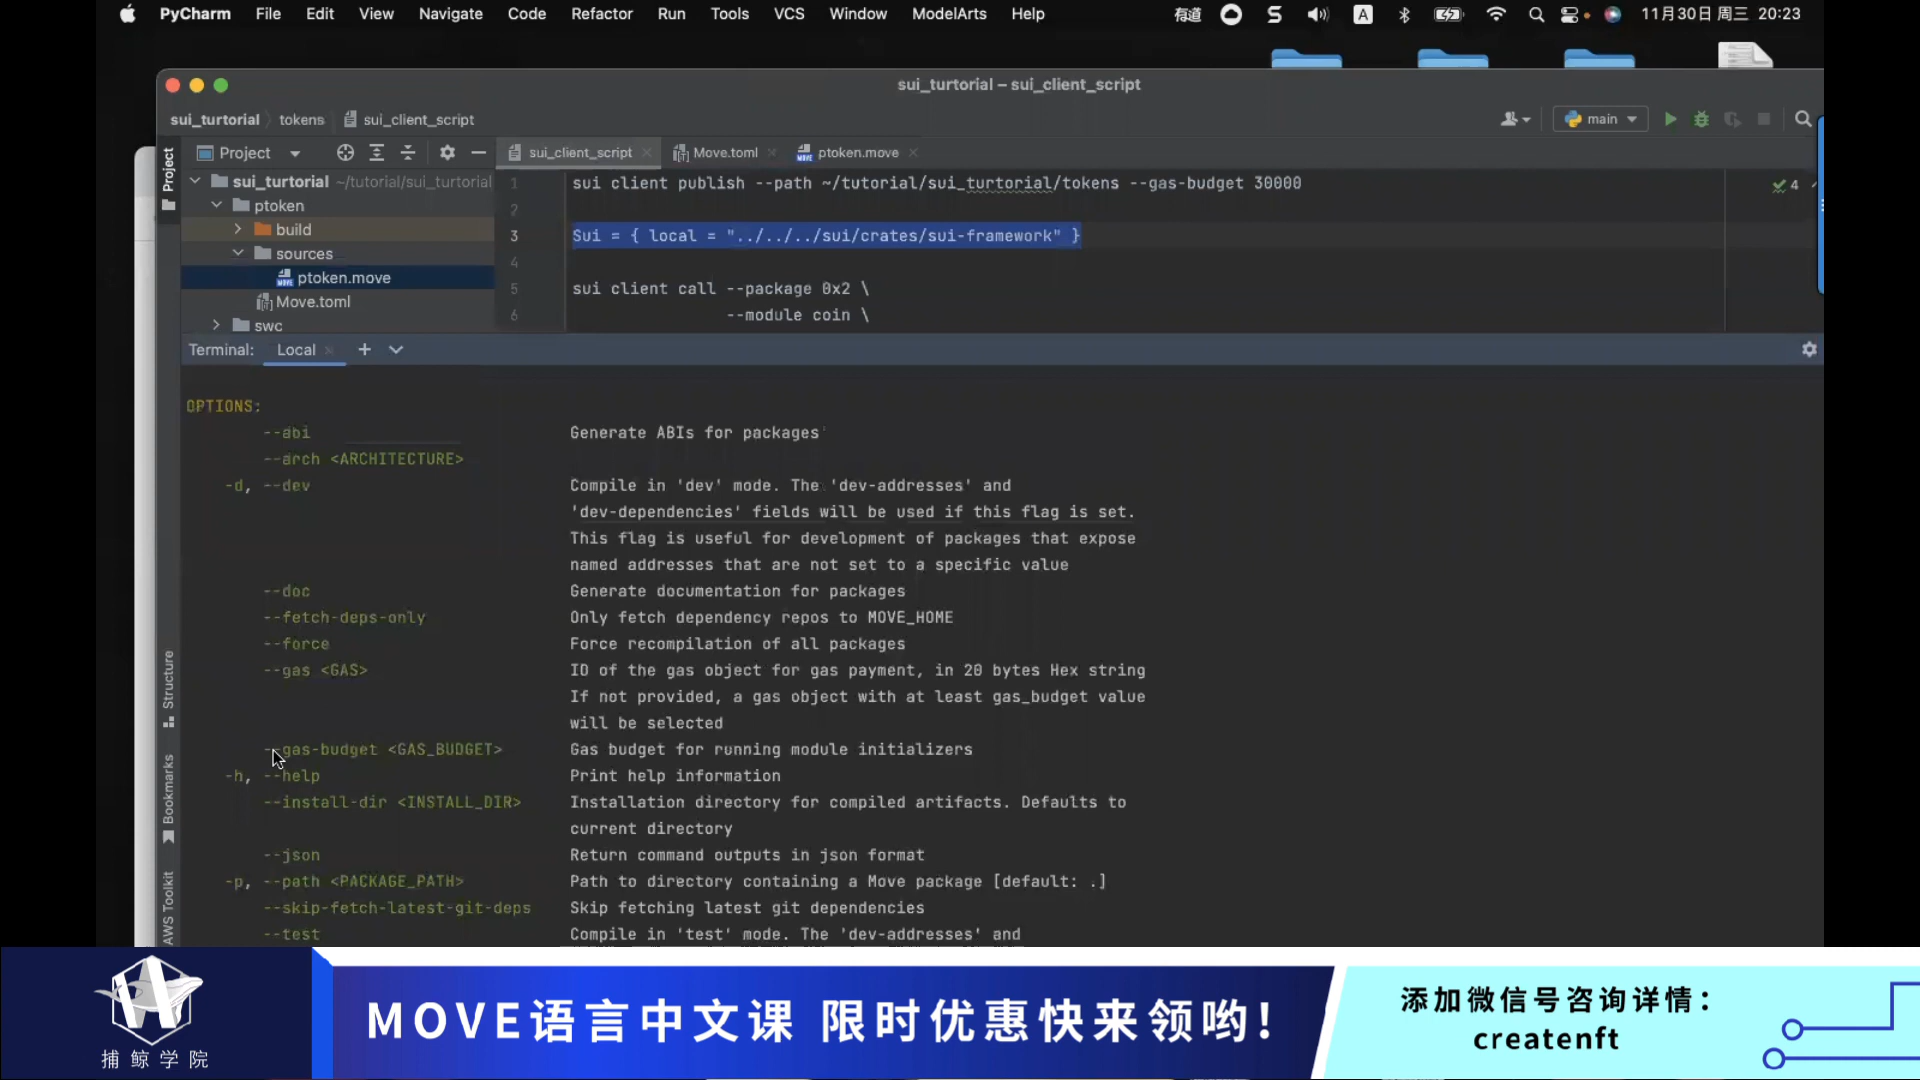 PyCharm File Edit View Navigate Code Refactor Run Tools VCS Window ModelArts Help 有道 S A 11月30日 周三 20:23
sui_turtorial – sui_client_script
sui_turtorial tokens sui_client_script main
Project sui_client_script Move.toml ptoken.move
Project
sui_turtorial ~/tutorial/sui_turtorial
ptoken
build
sources
ptoken.move
Move.toml
swc
1 sui client publish --path ~/tutorial/sui_turtorial/tokens --gas-budget 30000
2
3 Sui = { local = "../../../sui/crates/sui-framework" }
4
5 sui client call --package 0x2 \
6 --module coin \
4
Terminal: Local
OPTIONS:
--abi Generate ABIs for packages
--arch <ARCHITECTURE>
-d, --dev Compile in 'dev' mode. The 'dev-addresses' and
'dev-dependencies' fields will be used if this flag is set.
This flag is useful for development of packages that expose
named addresses that are not set to a specific value
--doc Generate documentation for packages
--fetch-deps-only Only fetch dependency repos to MOVE_HOME
--force Force recompilation of all packages
--gas <GAS> ID of the gas object for gas payment, in 20 bytes Hex string
If not provided, a gas object with at least gas_budget value
will be selected
--gas-budget <GAS_BUDGET> Gas budget for running module initializers
-h, --help Print help information
--install-dir <INSTALL_DIR> Installation directory for compiled artifacts. Defaults to
current directory
--json Return command outputs in json format
-p, --path <PACKAGE_PATH> Path to directory containing a Move package [default: .]
--skip-fetch-latest-git-deps Skip fetching latest git dependencies
--test Compile in 'test' mode. The 'dev-addresses' and
Structure
Bookmarks
AWS Toolkit
捕鲸学院
MOVE语言中文课 限时优惠快来领哟!
添加微信号咨询详情:
createnft